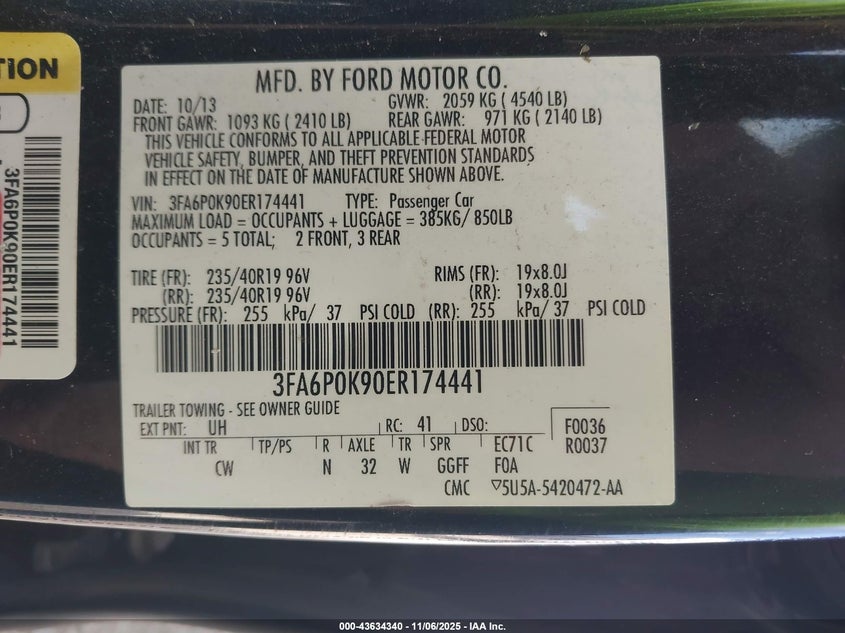 TION
3FA6P0K90ER174441
MFD. BY FORD MOTOR CO.
DATE: 10/13 GVWR: 2059 KG ( 4540 LB)
FRONT GAWR: 1093 KG ( 2410 LB) REAR GAWR: 971 KG ( 2140 LB)
THIS VEHICLE CONFORMS TO ALL APPLICABLE FEDERAL MOTOR
VEHICLE SAFETY, BUMPER, AND THEFT PREVENTION STANDARDS
IN EFFECT ON THE DATE OF MANUFACTURE SHOWN ABOVE.
VIN: 3FA6P0K90ER174441 TYPE: Passenger Car
MAXIMUM LOAD = OCCUPANTS + LUGGAGE = 385KG/ 850LB
OCCUPANTS = 5 TOTAL; 2 FRONT, 3 REAR
TIRE (FR): 235/40R19 96V RIMS (FR): 19x8.0J
(RR): 235/40R19 96V (RR): 19x8.0J
PRESSURE (FR): 255 kPa/ 37 PSI COLD (RR): 255 kPa/ 37 PSI COLD
3FA6P0K90ER174441
TRAILER TOWING - SEE OWNER GUIDE
EXT PNT: UH RC: 41 DSO: F0036
INT TR TP/PS R AXLE TR SPR EC71C R0037
CW N 32 W GGFF F0A
CMC ▽5U5A-5420472-AA
000-43634340 - 11/06/2025 - IAA Inc.